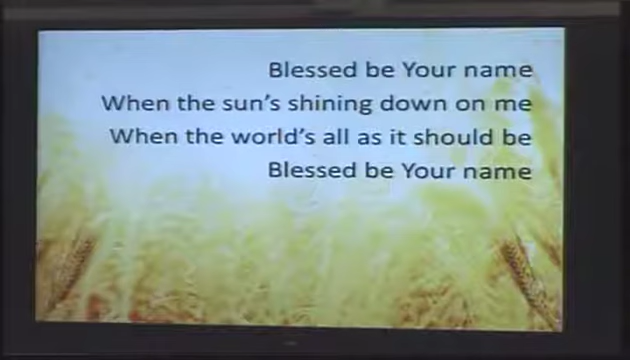 Blessed be Your name
When the sun's shining down on me
When the world's all as it should be
Blessed be Your name